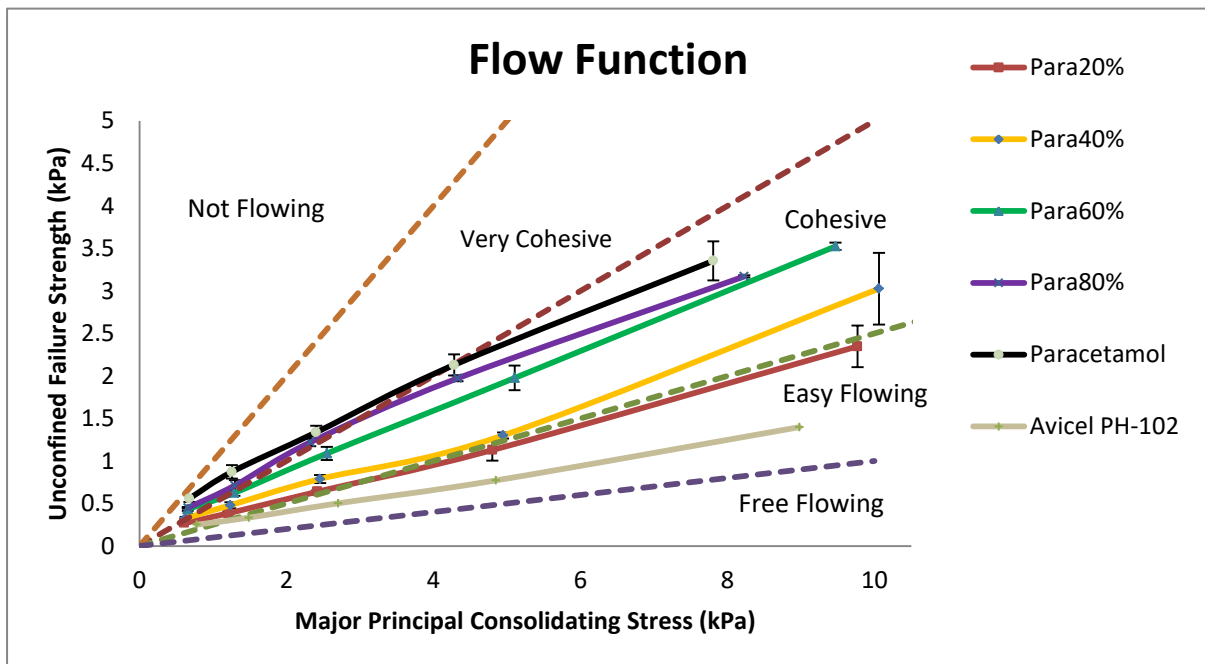 Flow Function
Unconfined Failure Strength (kPa)
5
4.5
4
3.5
3
2.5
2
1.5
1
0.5
0
Not Flowing
Very Cohesive
Cohesive
Easy Flowing
Free Flowing
0 2 4 6 8 10
Major Principal Consolidating Stress (kPa)
Para20%
Para40%
Para60%
Para80%
Paracetamol
Avicel PH-102